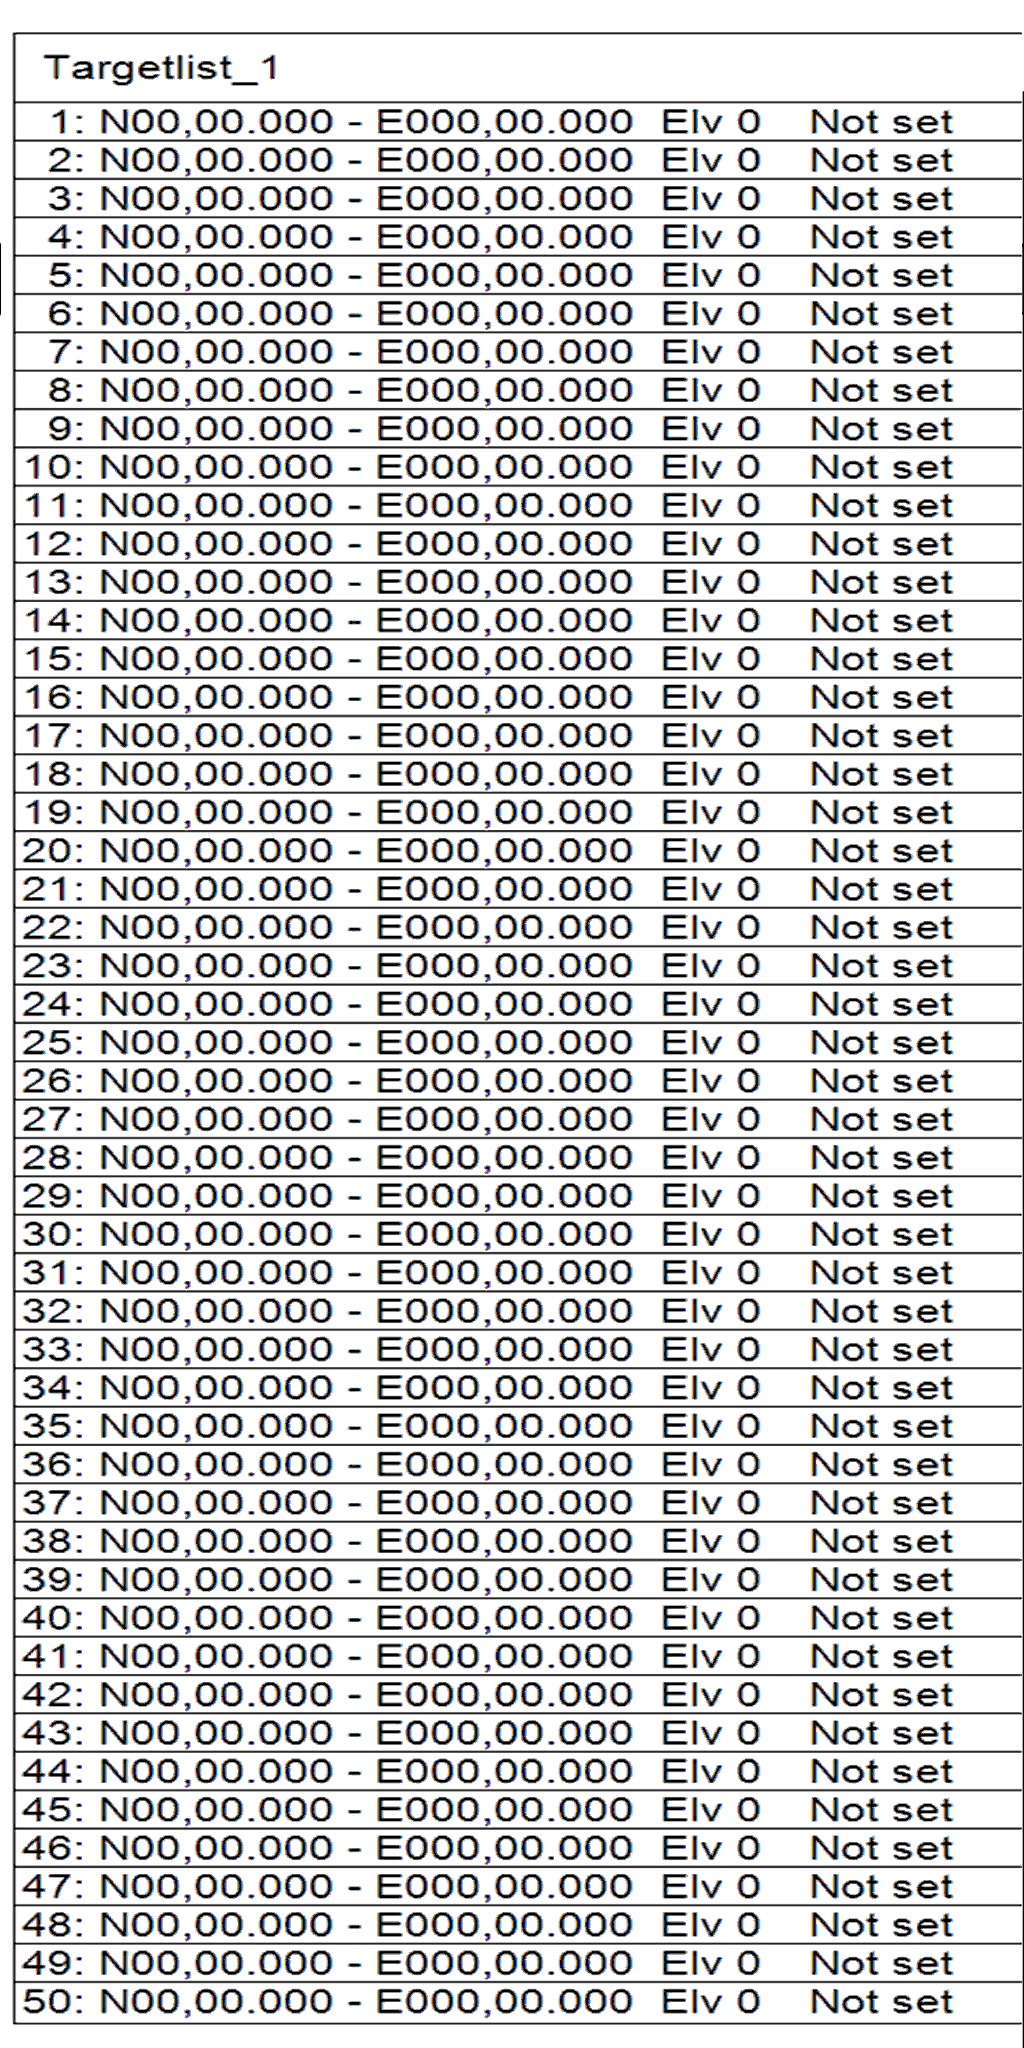 Targetlist_1
1: N00,00.000 - E000,00.000 Elv 0 Not set
2: N00,00.000 - E000,00.000 Elv 0 Not set
3: N00,00.000 - E000,00.000 Elv 0 Not set
4: N00,00.000 - E000,00.000 Elv 0 Not set
5: N00,00.000 - E000,00.000 Elv 0 Not set
6: N00,00.000 - E000,00.000 Elv 0 Not set
7: N00,00.000 - E000,00.000 Elv 0 Not set
8: N00,00.000 - E000,00.000 Elv 0 Not set
9: N00,00.000 - E000,00.000 Elv 0 Not set
10: N00,00.000 - E000,00.000 Elv 0 Not set
11: N00,00.000 - E000,00.000 Elv 0 Not set
12: N00,00.000 - E000,00.000 Elv 0 Not set
13: N00,00.000 - E000,00.000 Elv 0 Not set
14: N00,00.000 - E000,00.000 Elv 0 Not set
15: N00,00.000 - E000,00.000 Elv 0 Not set
16: N00,00.000 - E000,00.000 Elv 0 Not set
17: N00,00.000 - E000,00.000 Elv 0 Not set
18: N00,00.000 - E000,00.000 Elv 0 Not set
19: N00,00.000 - E000,00.000 Elv 0 Not set
20: N00,00.000 - E000,00.000 Elv 0 Not set
21: N00,00.000 - E000,00.000 Elv 0 Not set
22: N00,00.000 - E000,00.000 Elv 0 Not set
23: N00,00.000 - E000,00.000 Elv 0 Not set
24: N00,00.000 - E000,00.000 Elv 0 Not set
25: N00,00.000 - E000,00.000 Elv 0 Not set
26: N00,00.000 - E000,00.000 Elv 0 Not set
27: N00,00.000 - E000,00.000 Elv 0 Not set
28: N00,00.000 - E000,00.000 Elv 0 Not set
29: N00,00.000 - E000,00.000 Elv 0 Not set
30: N00,00.000 - E000,00.000 Elv 0 Not set
31: N00,00.000 - E000,00.000 Elv 0 Not set
32: N00,00.000 - E000,00.000 Elv 0 Not set
33: N00,00.000 - E000,00.000 Elv 0 Not set
34: N00,00.000 - E000,00.000 Elv 0 Not set
35: N00,00.000 - E000,00.000 Elv 0 Not set
36: N00,00.000 - E000,00.000 Elv 0 Not set
37: N00,00.000 - E000,00.000 Elv 0 Not set
38: N00,00.000 - E000,00.000 Elv 0 Not set
39: N00,00.000 - E000,00.000 Elv 0 Not set
40: N00,00.000 - E000,00.000 Elv 0 Not set
41: N00,00.000 - E000,00.000 Elv 0 Not set
42: N00,00.000 - E000,00.000 Elv 0 Not set
43: N00,00.000 - E000,00.000 Elv 0 Not set
44: N00,00.000 - E000,00.000 Elv 0 Not set
45: N00,00.000 - E000,00.000 Elv 0 Not set
46: N00,00.000 - E000,00.000 Elv 0 Not set
47: N00,00.000 - E000,00.000 Elv 0 Not set
48: N00,00.000 - E000,00.000 Elv 0 Not set
49: N00,00.000 - E000,00.000 Elv 0 Not set
50: N00,00.000 - E000,00.000 Elv 0 Not set